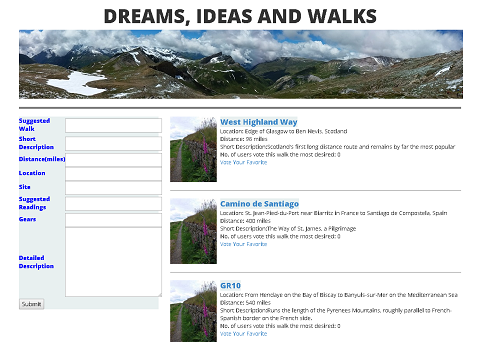 DREAMS, IDEAS AND WALKS
Suggested
Walk
Short
Description
Distance(miles)
Location
Site
Suggested
Readings
Gears
Detailed
Description
Submit
West Highland Way
Location: Edge of Glasgow to Ben Nevis, Scotland
Distance: 96 miles
Short Description:Scotland's first long distance route and remains by far the most popular
No. of users vote this walk the most desired: 0
Vote Your Favorite
Camino de Santiago
Location: St. Jean-Pied-du-Port near Biarritz in France to Santiago de Compostela, Spain
Distance: 400 miles
Short Description:The Way of St. James, a Pilgrimage
No. of users vote this walk the most desired: 0
Vote Your Favorite
GR10
Location: From Hendaye on the Bay of Biscay to Banyuls-sur-Mer on the Mediterranean Sea
Distance: 540 miles
Short Description:Runs the length of the Pyrenees Mountains, roughly parallel to French-
Spanish border on the French side.
No. of users vote this walk the most desired: 0
Vote Your Favorite